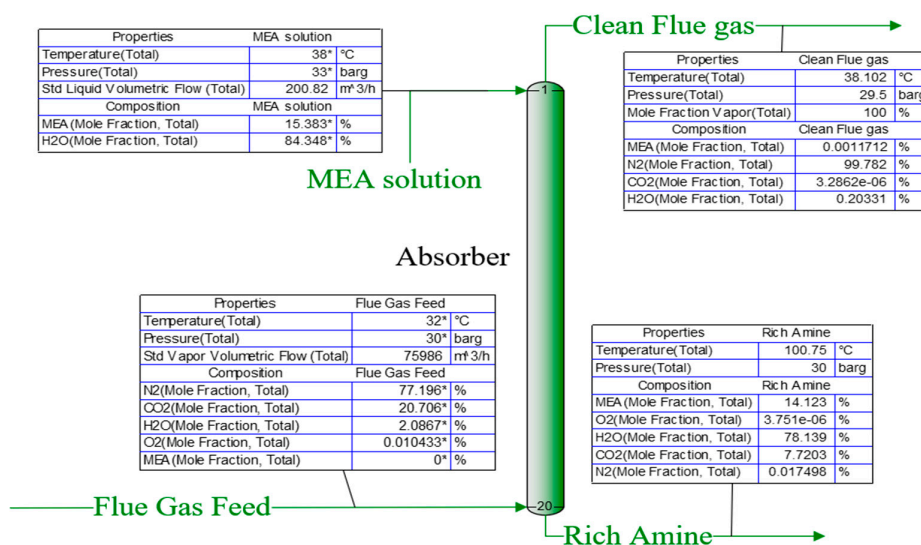 Properties MEA solution
Temperature(Total) 38* °C
Pressure(Total) 33* barg
Std Liquid Volumetric Flow (Total) 200.82 m^3/h
Composition MEA solution
MEA(Mole Fraction, Total) 15.383* %
H2O(Mole Fraction, Total) 84.348* %
MEA solution
Clean Flue gas
Properties Clean Flue gas
Temperature(Total) 38.102 °C
Pressure(Total) 29.5 barg
Mole Fraction Vapor(Total) 100 %
Composition Clean Flue gas
MEA(Mole Fraction, Total) 0.0011712 %
N2(Mole Fraction, Total) 99.782 %
CO2(Mole Fraction, Total) 3.2862e-06 %
H2O(Mole Fraction, Total) 0.20331 %
1
Absorber
20
Properties Flue Gas Feed
Temperature(Total) 32* °C
Pressure(Total) 30* barg
Std Vapor Volumetric Flow (Total) 75986 m^3/h
Composition Flue Gas Feed
N2(Mole Fraction, Total) 77.196* %
CO2(Mole Fraction, Total) 20.706* %
H2O(Mole Fraction, Total) 2.0867* %
O2(Mole Fraction, Total) 0.010433* %
MEA(Mole Fraction, Total) 0* %
Flue Gas Feed
Properties Rich Amine
Temperature(Total) 100.75 °C
Pressure(Total) 30 barg
Composition Rich Amine
MEA(Mole Fraction, Total) 14.123 %
O2(Mole Fraction, Total) 3.751e-06 %
H2O(Mole Fraction, Total) 78.139 %
CO2(Mole Fraction, Total) 7.7203 %
N2(Mole Fraction, Total) 0.017498 %
Rich Amine